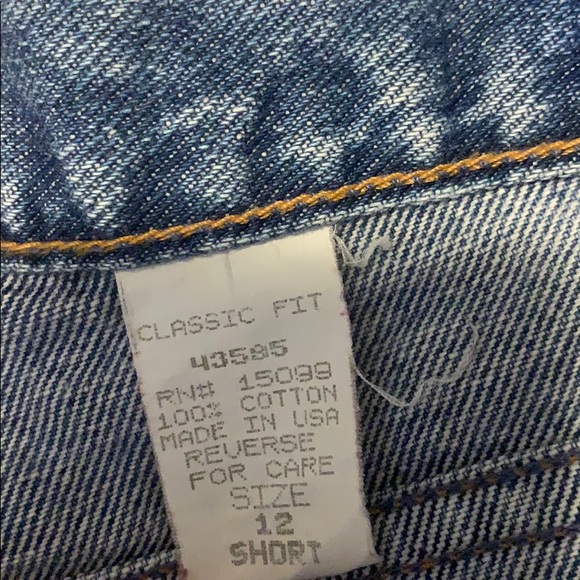 CLASSIC FIT
43585
RN# 15099
100% COTTON
MADE IN USA
REVERSE
FOR CARE
SIZE
12
SHORT